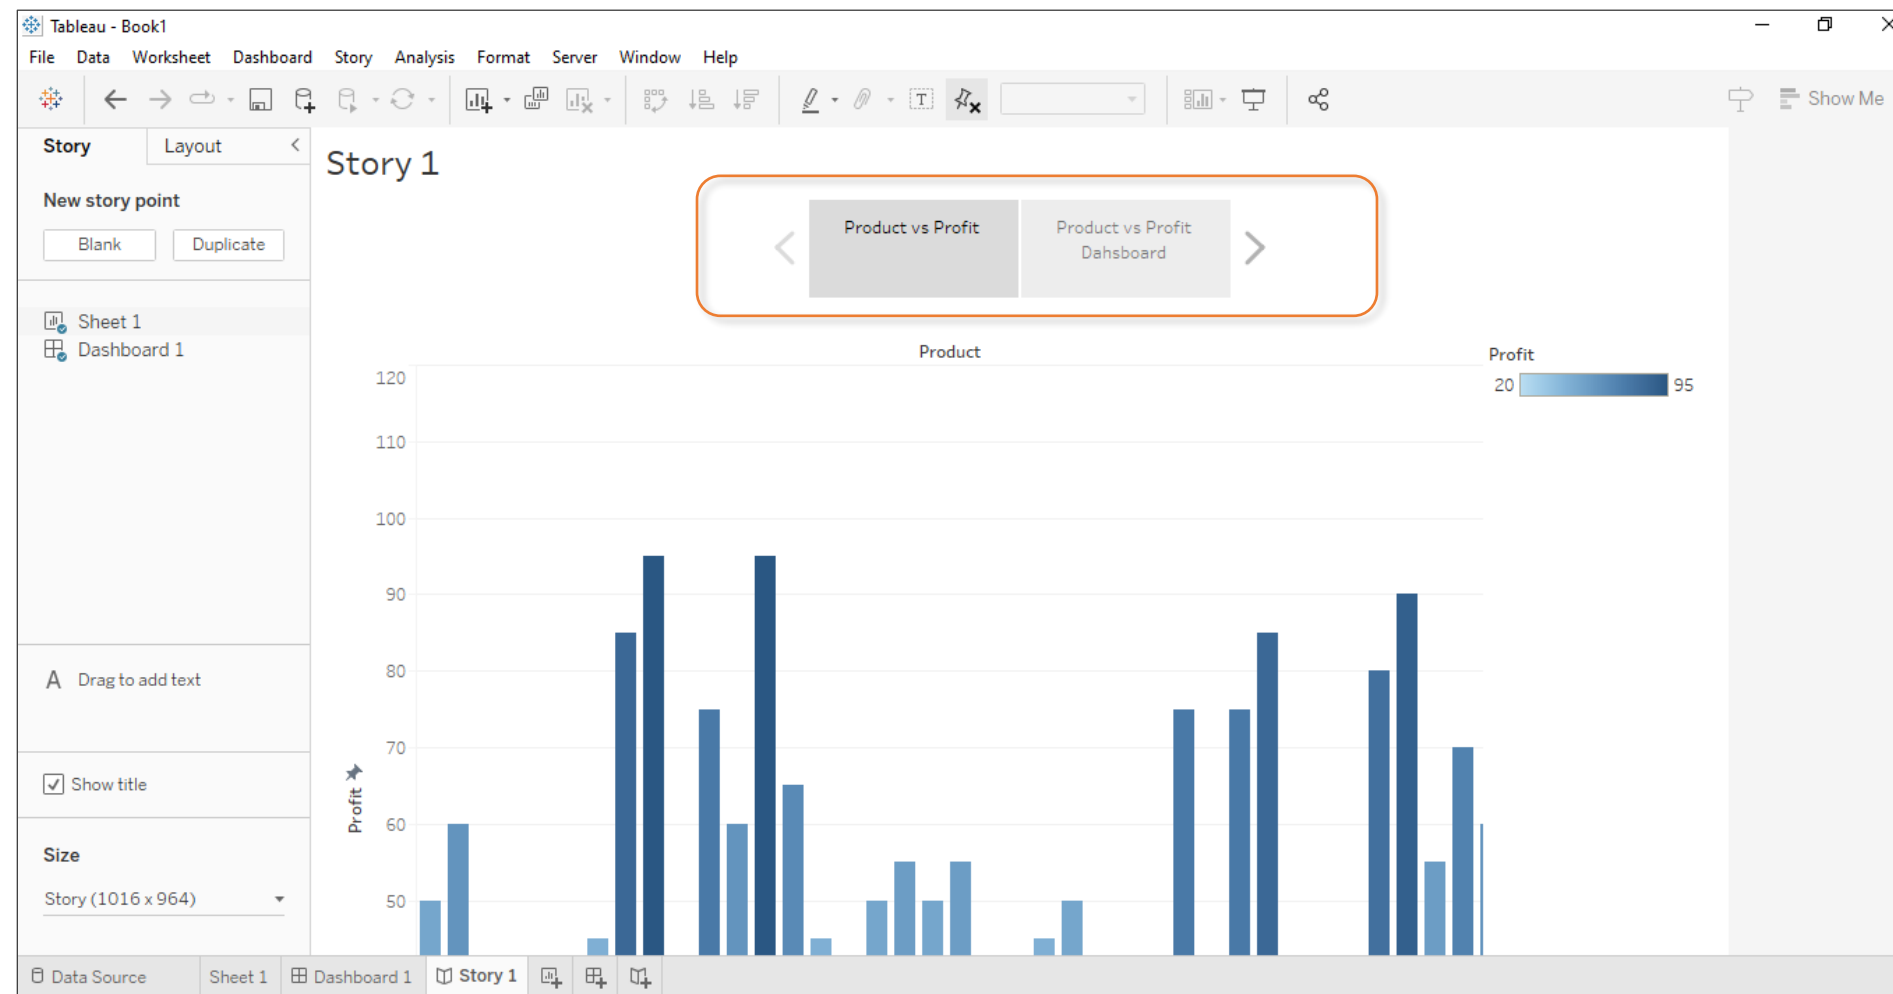 Tableau - Book1
File Data Worksheet Dashboard Story Analysis Format Server Window Help
T
Show Me
Story Layout
New story point
Blank Duplicate
Sheet 1
Dashboard 1
A Drag to add text
Show title
Size
Story (1016 x 964)
Story 1
Product vs Profit
Product vs Profit
Dahsboard
Product
120
110
100
90
80
70
60
50
Profit
Profit
20 95
Data Source Sheet 1 Dashboard 1 Story 1